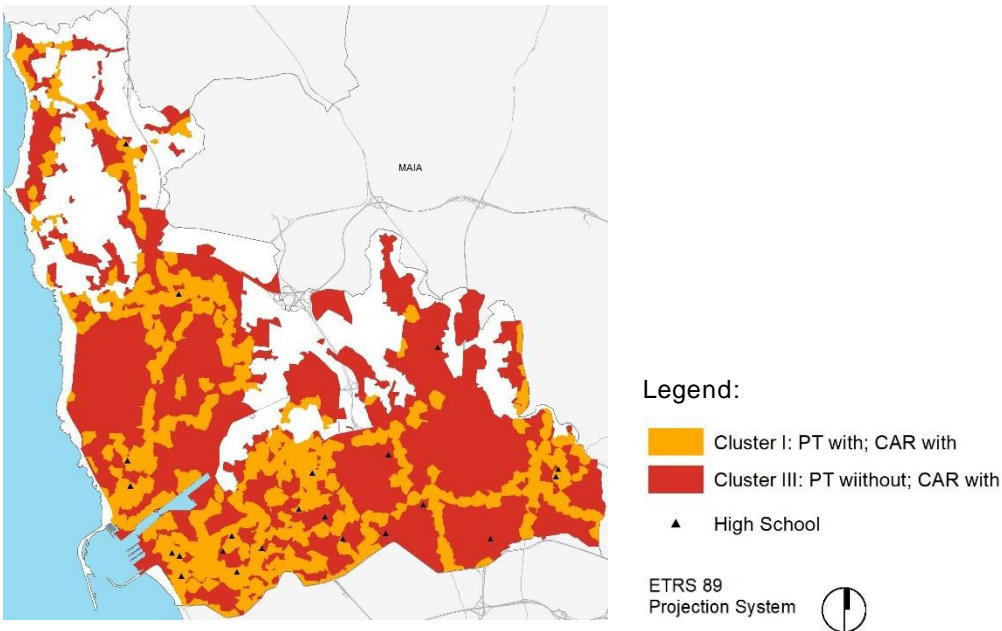 MAIA
Legend:
Cluster I: PT with; CAR with
Cluster III: PT wiithout; CAR with
High School
ETRS 89
Projection System